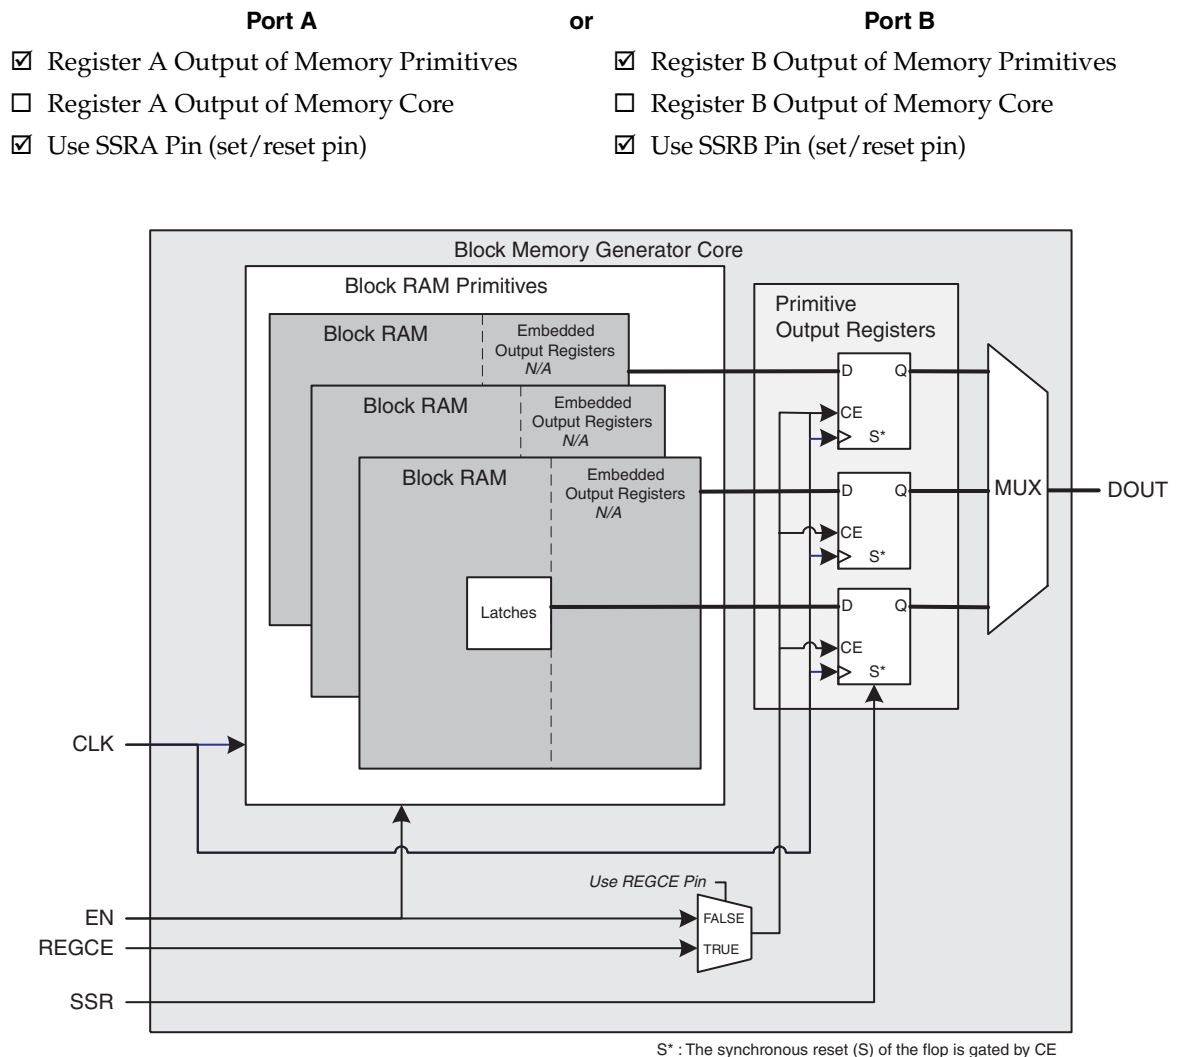 Port A or Port B
☑ Register A Output of Memory Primitives ☑ Register B Output of Memory Primitives
☐ Register A Output of Memory Core ☐ Register B Output of Memory Core
☑ Use SSRA Pin (set/reset pin) ☑ Use SSRB Pin (set/reset pin)
Block Memory Generator Core
Block RAM Primitives
Block RAM
Embedded
Output Registers
N/A
Block RAM
Embedded
Output Registers
N/A
Block RAM
Embedded
Output Registers
N/A
Latches
Primitive
Output Registers
D Q
CE
S*
D Q
CE
S*
D Q
CE
S*
MUX
DOUT
CLK
Use REGCE Pin
EN
FALSE
REGCE
TRUE
SSR
S* : The synchronous reset (S) of the flop is gated by CE